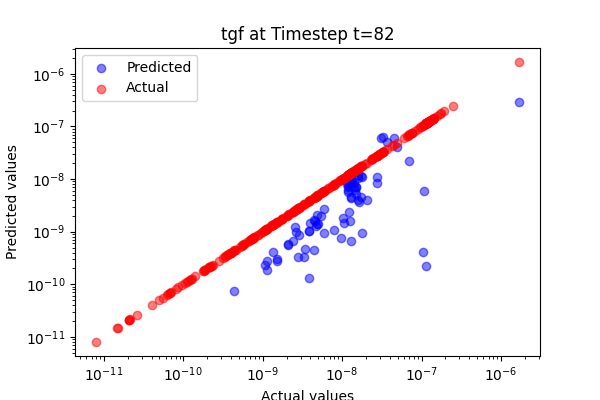 tgf at Timestep t=82
Predicted
Actual
Predicted values
10⁻⁶
10⁻⁷
10⁻⁸
10⁻⁹
10⁻¹⁰
10⁻¹¹
10⁻¹¹ 10⁻¹⁰ 10⁻⁹ 10⁻⁸ 10⁻⁷ 10⁻⁶
Actual values